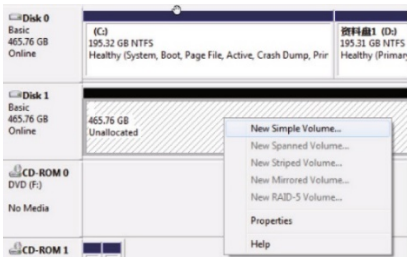 Disk 0
Basic
465.76 GB
Online
(C:)
195.32 GB NTFS
Healthy (System, Boot, Page File, Active, Crash Dump, Prir
资料盘1 (D:)
195.31 GB NTFS
Healthy (Primary
Disk 1
Basic
465.76 GB
Online
465.76 GB
Unallocated
New Simple Volume...
New Spanned Volume...
New Striped Volume...
New Mirrored Volume...
New RAID-5 Volume...
Properties
Help
CD-ROM 0
DVD (F:)
No Media
CD-ROM 1